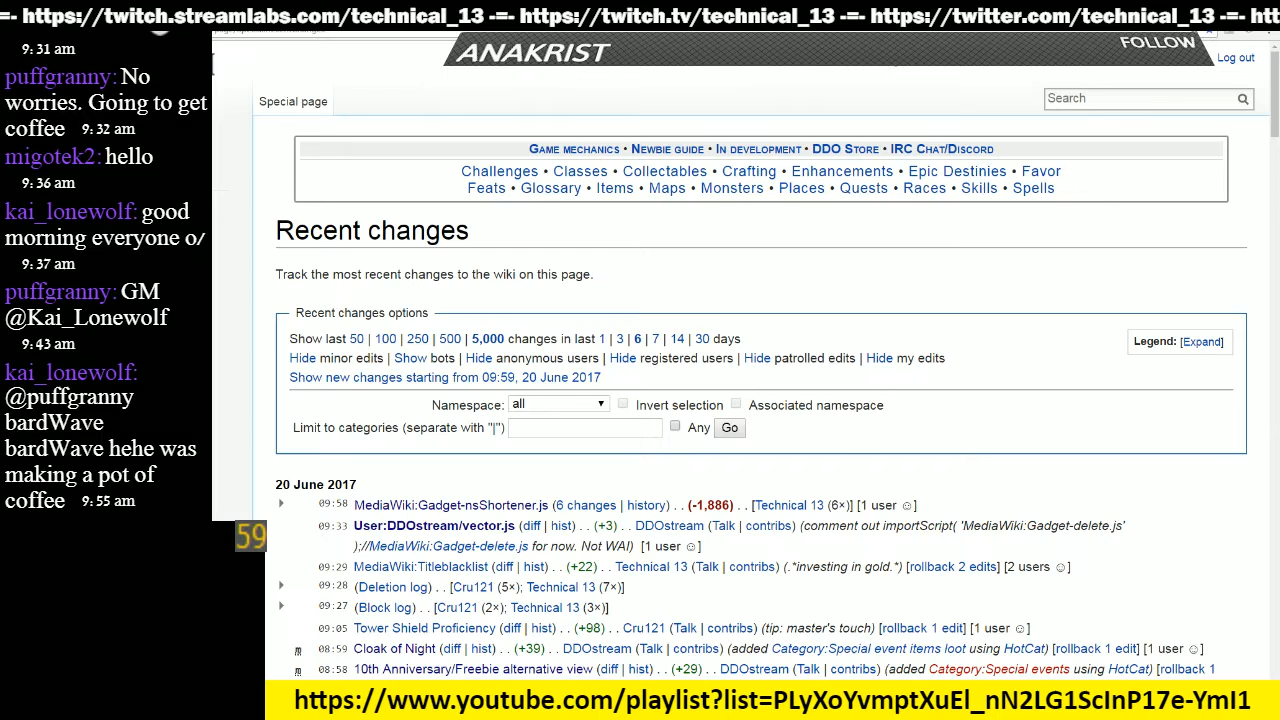 =- https://twitch.streamlabs.com/technical_13 -=- https://twitch.tv/technical_13 -=- https://twitter.com/technical_13 -=- htt
9:31 am
puffgranny: No
worries. Going to get
coffee 9:32 am
migotek2: hello
9:36 am
kai_lonewolf: good
morning everyone o/
9:37 am
puffgranny: GM
@Kai_Lonewolf
9:43 am
kai_lonewolf:
@puffgranny
bardWave
bardWave hehe was
making a pot of
coffee 9:55 am
59
ANAKRIST
FOLLOW
Log out
Special page
Search
Game mechanics • Newbie guide • In development • DDO Store • IRC Chat/Discord
Challenges • Classes • Collectables • Crafting • Enhancements • Epic Destinies • Favor
Feats • Glossary • Items • Maps • Monsters • Places • Quests • Races • Skills • Spells
Recent changes
Track the most recent changes to the wiki on this page.
Recent changes options
Show last 50 | 100 | 250 | 500 | 5,000 changes in last 1 | 3 | 6 | 7 | 14 | 30 days
Legend: [Expand]
Hide minor edits | Show bots | Hide anonymous users | Hide registered users | Hide patrolled edits | Hide my edits
Show new changes starting from 09:59, 20 June 2017
Namespace: all Invert selection Associated namespace
Limit to categories (separate with "|") Any Go
20 June 2017
09:58 MediaWiki:Gadget-nsShortener.js (6 changes | history) . . (-1,886) . . [Technical 13 (6×)] [1 user ☺]
09:33 User:DDOstream/vector.js (diff | hist) . . (+3) . . DDOstream (Talk | contribs) (comment out importScript( 'MediaWiki:Gadget-delete.js'
);//MediaWiki:Gadget-delete.js for now. Not WAI) [1 user ☺]
09:29 MediaWiki:Titleblacklist (diff | hist) . . (+22) . . Technical 13 (Talk | contribs) (.*investing in gold.*) [rollback 2 edits] [2 users ☺]
09:28 (Deletion log) . . [Cru121 (5×); Technical 13 (7×)]
09:27 (Block log) . . [Cru121 (2×); Technical 13 (3×)]
09:05 Tower Shield Proficiency (diff | hist) . . (+98) . . Cru121 (Talk | contribs) (tip: master's touch) [rollback 1 edit] [1 user ☺]
m 08:59 Cloak of Night (diff | hist) . . (+39) . . DDOstream (Talk | contribs) (added Category:Special event items loot using HotCat) [rollback 1 edit] [1 user ☺]
m 08:58 10th Anniversary/Freebie alternative view (diff | hist) . . (+29) . . DDOstream (Talk | contribs) (added Category:Special events using HotCat) [rollback 1
https://www.youtube.com/playlist?list=PLyXoYvmptXuEl_nN2LG1ScInP17e-YmI1